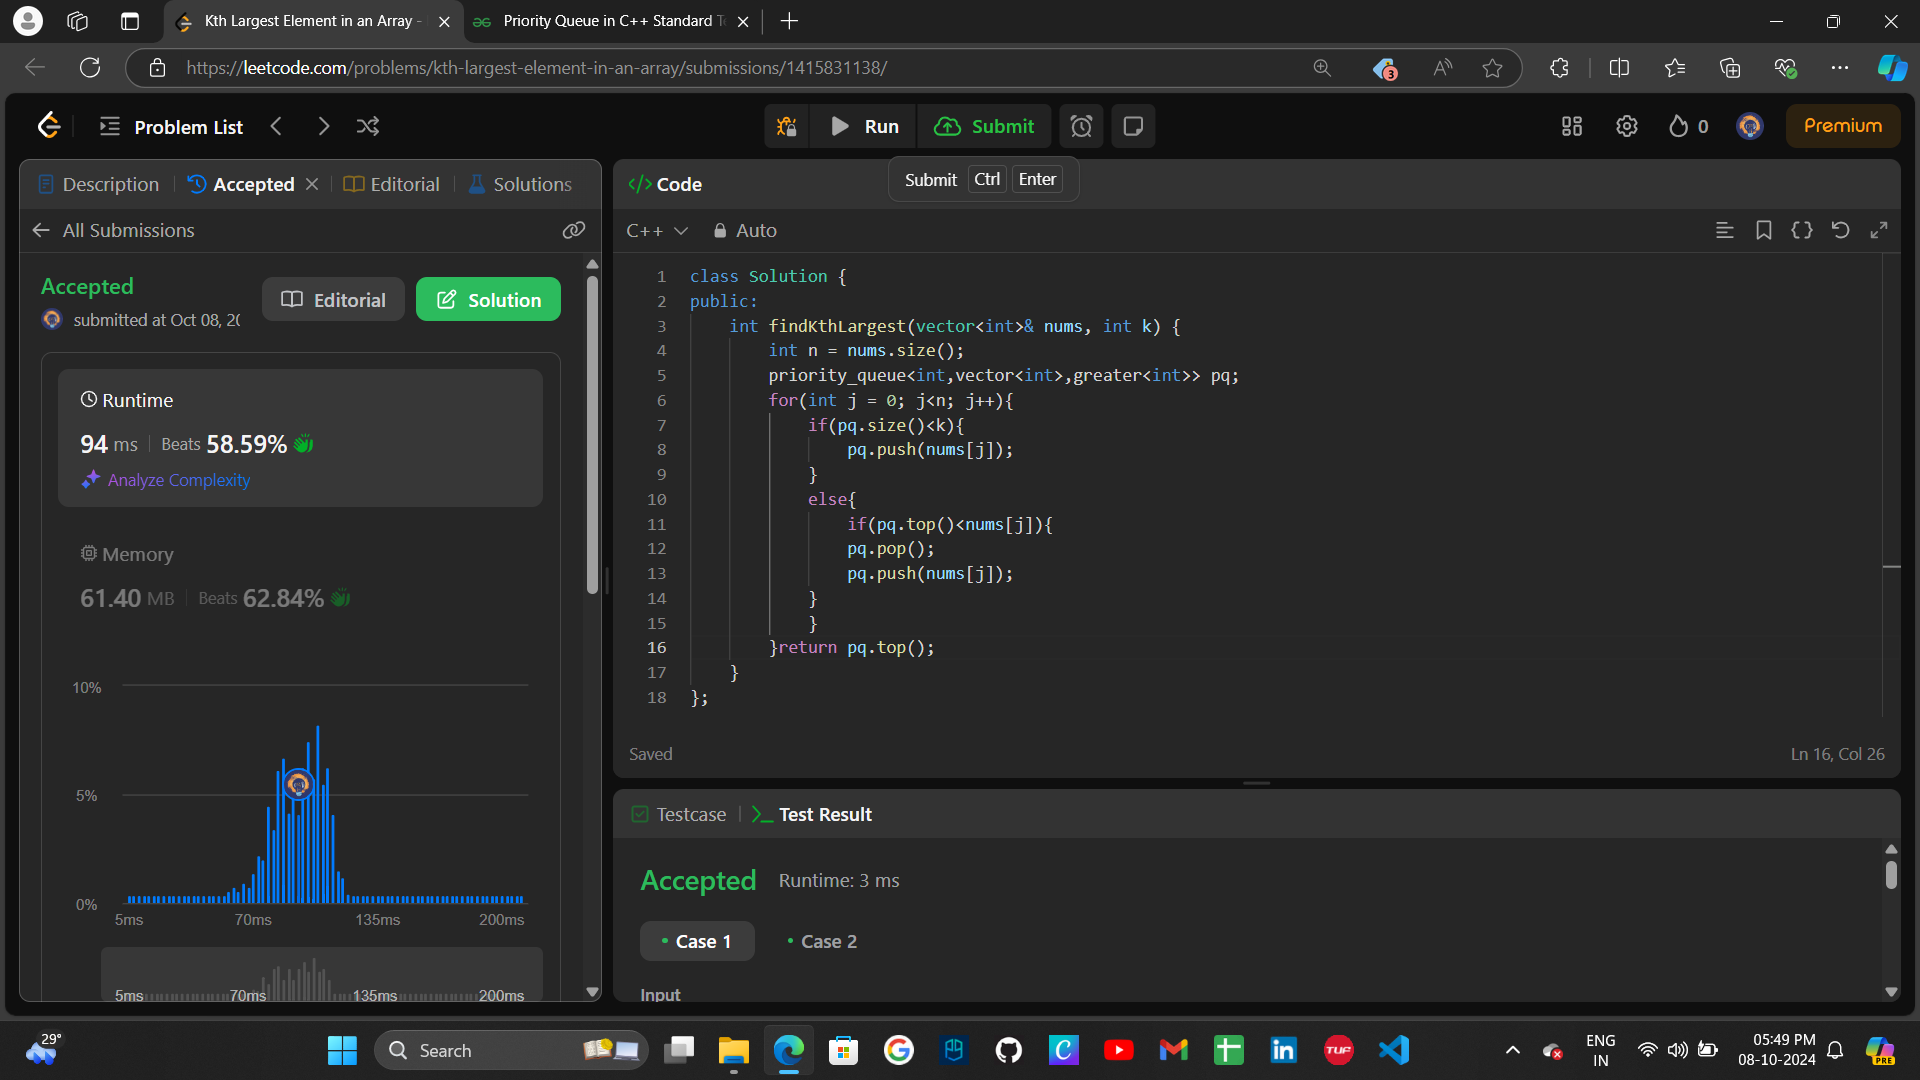 Kth Largest Element in an Array -
Priority Queue in C++ Standard T
https://leetcode.com/problems/kth-largest-element-in-an-array/submissions/1415831138/
3
Problem List
Run
Submit
0
Premium
Description
Accepted
Editorial
Solutions
Code
Submit Ctrl Enter
All Submissions
C++
Auto
Accepted
submitted at Oct 08, 20
Editorial
Solution
Runtime
94 ms
Beats 58.59%
Analyze Complexity
Memory
61.40 MB
Beats 62.84%
10%
5%
0%
5ms
70ms
135ms
200ms
5ms
70ms
135ms
200ms
1 class Solution {
2 public:
3     int findKthLargest(vector<int>& nums, int k) {
4         int n = nums.size();
5         priority_queue<int,vector<int>,greater<int>> pq;
6         for(int j = 0; j<n; j++){
7             if(pq.size()<k){
8                 pq.push(nums[j]);
9             }
10             else{
11                 if(pq.top()<nums[j]){
12                 pq.pop();
13                 pq.push(nums[j]);
14             }
15             }
16         }return pq.top();
17     }
18 };
Saved
Ln 16, Col 26
Testcase
Test Result
Accepted
Runtime: 3 ms
Case 1
Case 2
Input
29°
Search
TUF
ENG
IN
05:49 PM
08-10-2024
PRE